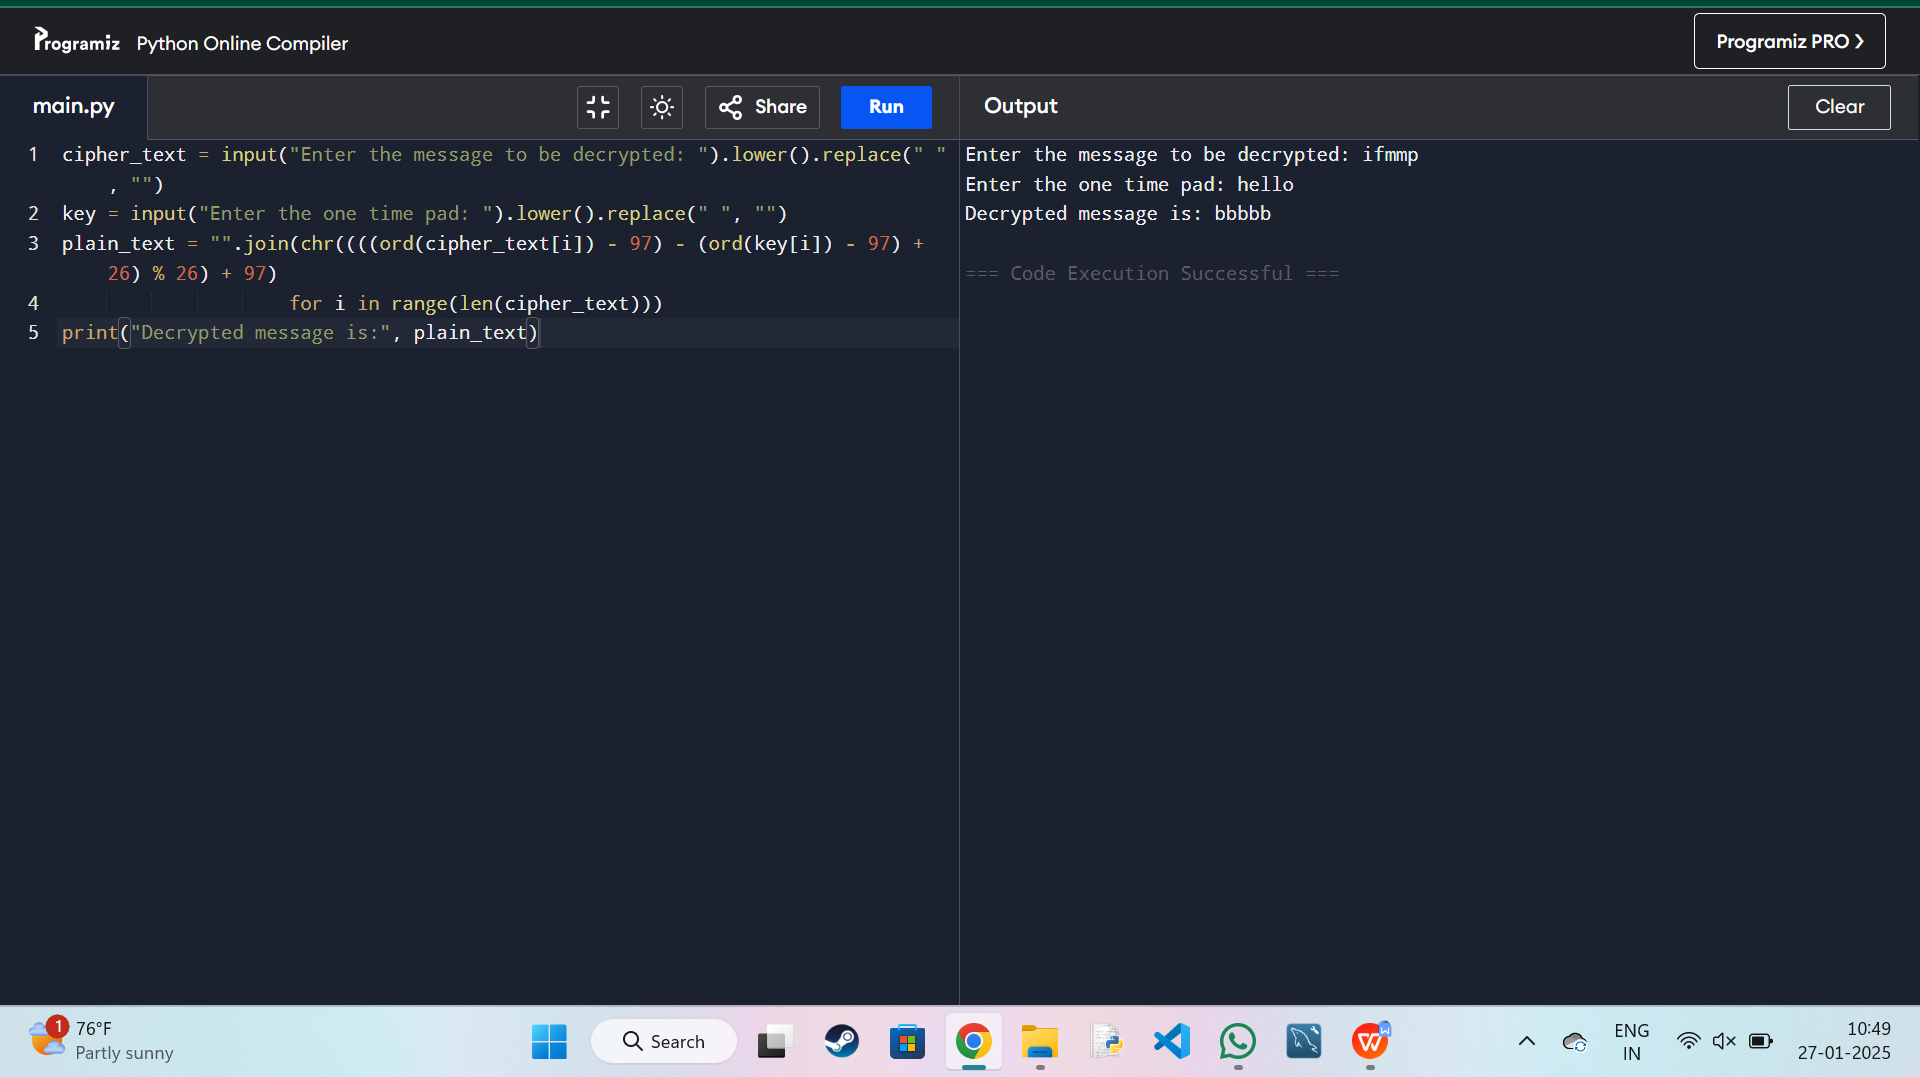 Programiz Python Online Compiler
Programiz PRO ❯
main.py
Share
Run
Output
Clear
1 cipher_text = input("Enter the message to be decrypted: ").lower().replace(" "
, "")
2 key = input("Enter the one time pad: ").lower().replace(" ", "")
3 plain_text = "".join(chr((((ord(cipher_text[i]) - 97) - (ord(key[i]) - 97) +
26) % 26) + 97)
4 for i in range(len(cipher_text)))
5 print("Decrypted message is:", plain_text)
Enter the message to be decrypted: ifmmp
Enter the one time pad: hello
Decrypted message is: bbbbb
=== Code Execution Successful ===
1
76°F
Partly sunny
Search
W
W
ENG
IN
10:49
27-01-2025